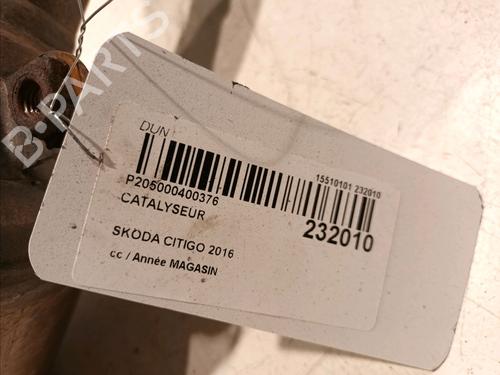 B-PARTS
DUN
15510101 232010
P205000400376
CATALYSEUR
232010
SKODA CITIGO 2016
cc / Année MAGASIN